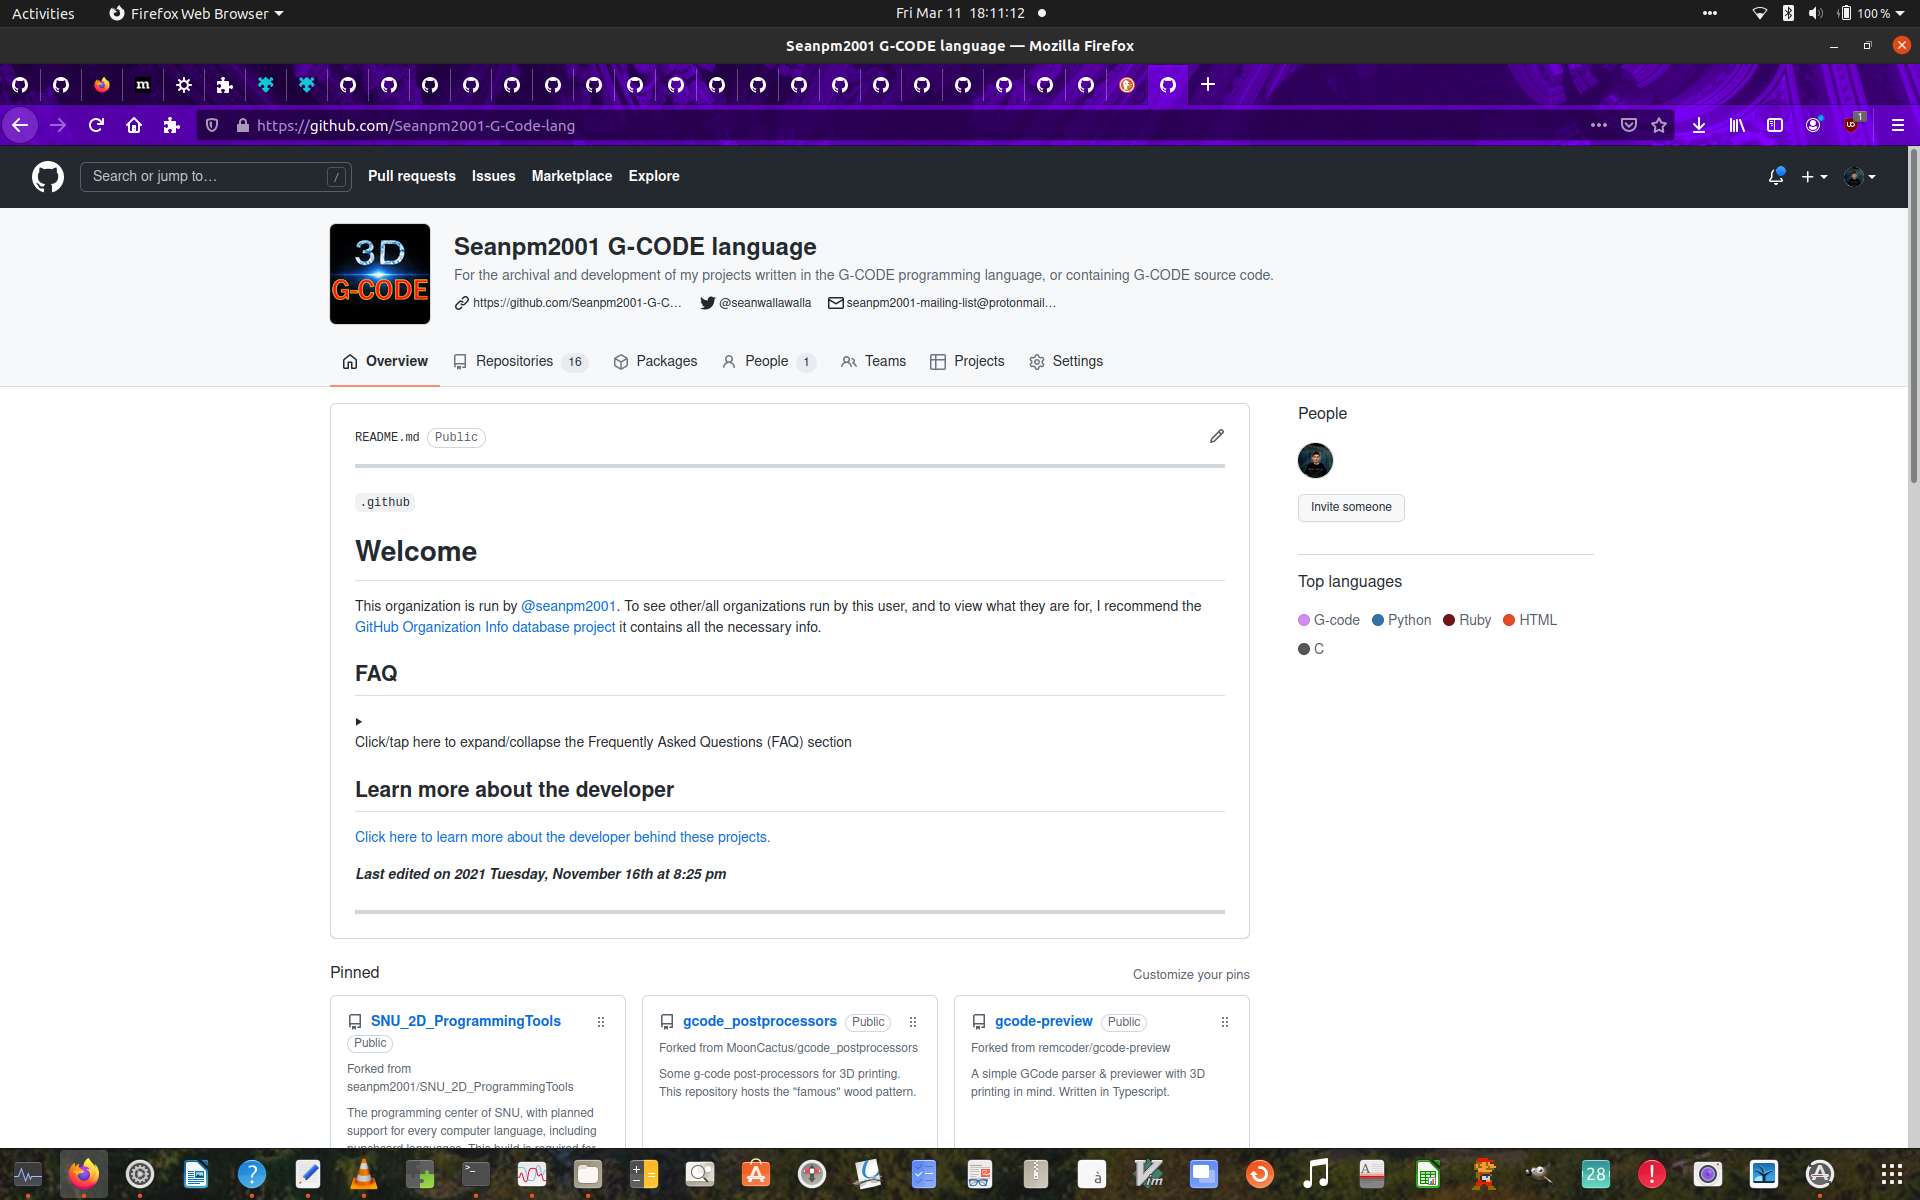 Activities
Firefox Web Browser
Fri Mar 11 18:11:12
100 %
Seanpm2001 G-CODE language — Mozilla Firefox
https://github.com/Seanpm2001-G-Code-lang
1
Search or jump to…
/
Pull requests
Issues
Marketplace
Explore
3D
G-CODE
Seanpm2001 G-CODE language
For the archival and development of my projects written in the G-CODE programming language, or containing G-CODE source code.
https://github.com/Seanpm2001-G-C…
@seanwallawalla
seanpm2001-mailing-list@protonmail…
Overview
Repositories 16
Packages
People 1
Teams
Projects
Settings
README.md Public
.github
Welcome
This organization is run by @seanpm2001. To see other/all organizations run by this user, and to view what they are for, I recommend the
GitHub Organization Info database project it contains all the necessary info.
FAQ
Click/tap here to expand/collapse the Frequently Asked Questions (FAQ) section
Learn more about the developer
Click here to learn more about the developer behind these projects.
Last edited on 2021 Tuesday, November 16th at 8:25 pm
People
Invite someone
Top languages
G-code Python Ruby HTML
C
Pinned
Customize your pins
SNU_2D_ProgrammingTools
Public
Forked from
seanpm2001/SNU_2D_ProgrammingTools
The programming center of SNU, with planned
support for every computer language, including
punchcard languages. This build is required for
gcode_postprocessors Public
Forked from MoonCactus/gcode_postprocessors
Some g-code post-processors for 3D printing.
This repository hosts the "famous" wood pattern.
gcode-preview Public
Forked from remcoder/gcode-preview
A simple GCode parser & previewer with 3D
printing in mind. Written in Typescript.
28